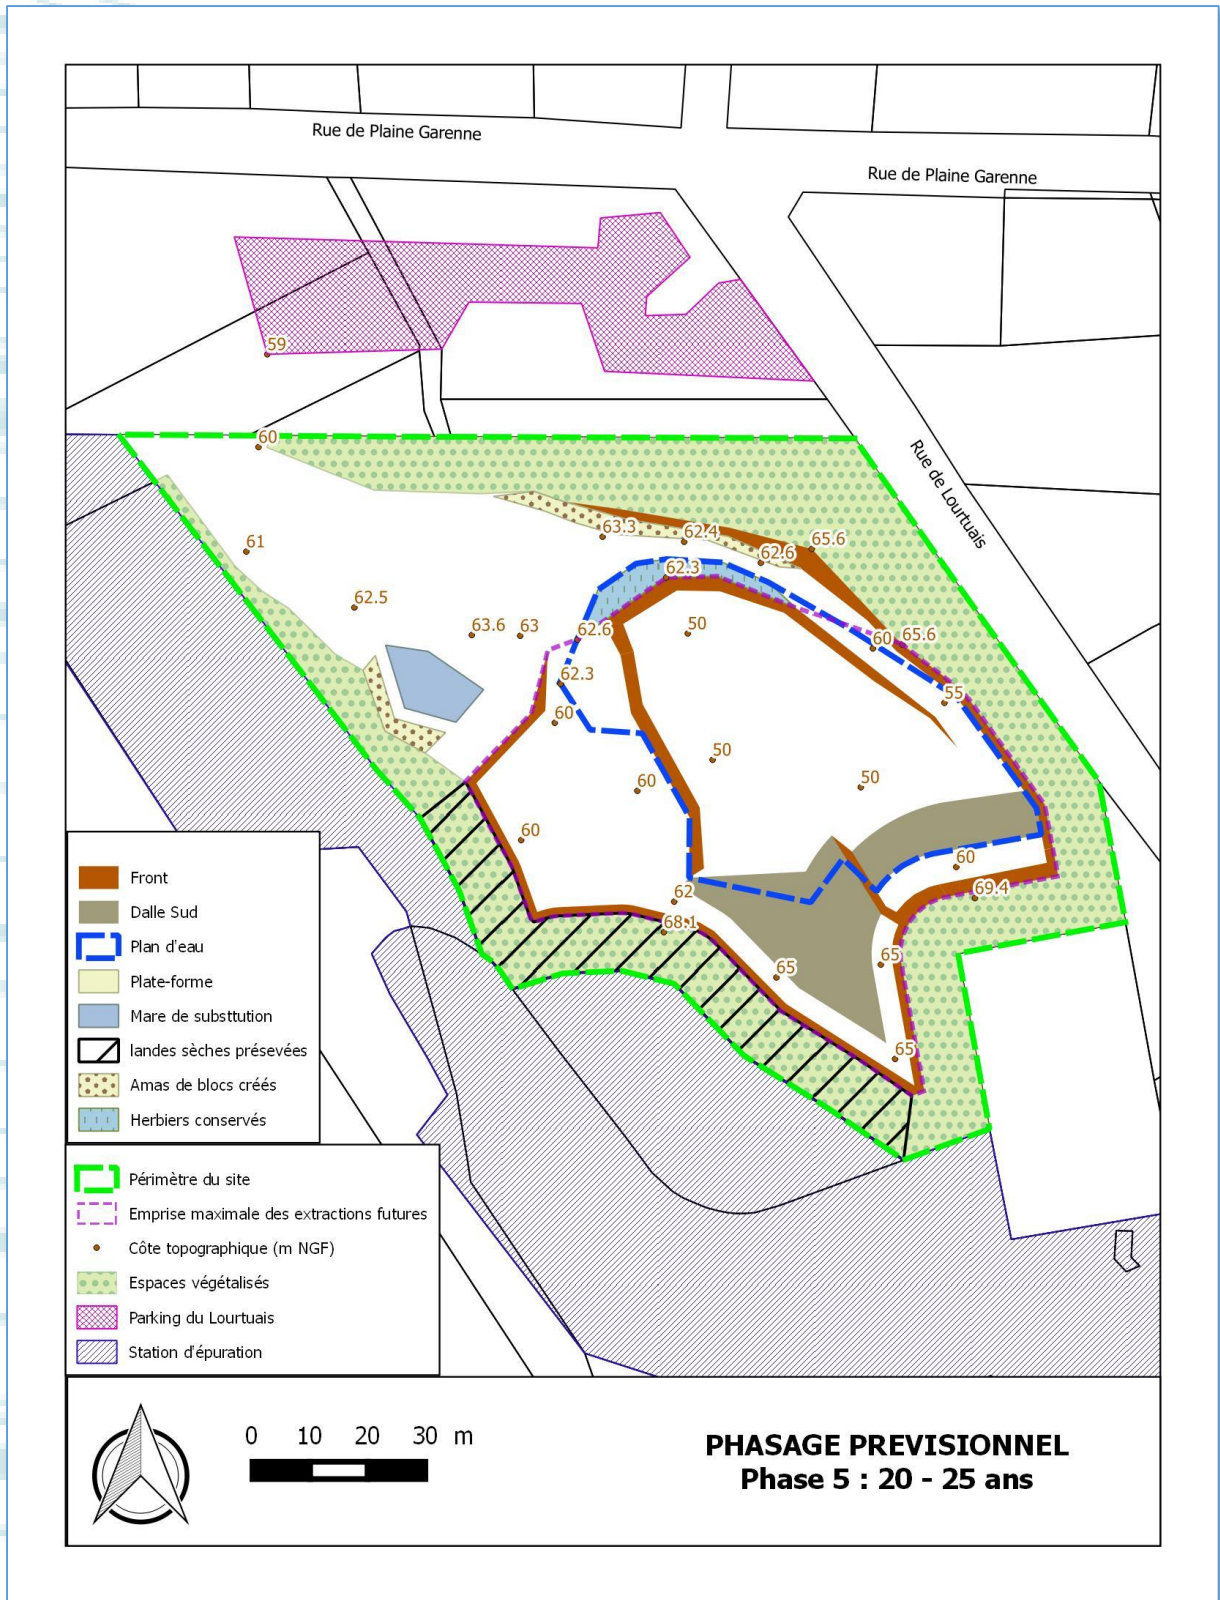 Rue de Plaine Garenne
Rue de Plaine Garenne
59
60
Rue de Lourtuais
61
63.3
62.4
62.6
65.6
62.3
62.5
63.6
63
62.6
50
60
65.6
62.3
55
60
50
60
50
60
60
62
69.4
68.1
65
65
65
Front
Dalle Sud
Plan d'eau
Plate-forme
Mare de substtution
landes sèches présevées
Amas de blocs créés
Herbiers conservés
Périmètre du site
Emprise maximale des extractions futures
Côte topographique (m NGF)
Espaces végétalisés
Parking du Lourtuais
Station d'épuration
0 10 20 30 m
PHASAGE PREVISIONNEL
Phase 5 : 20 - 25 ans